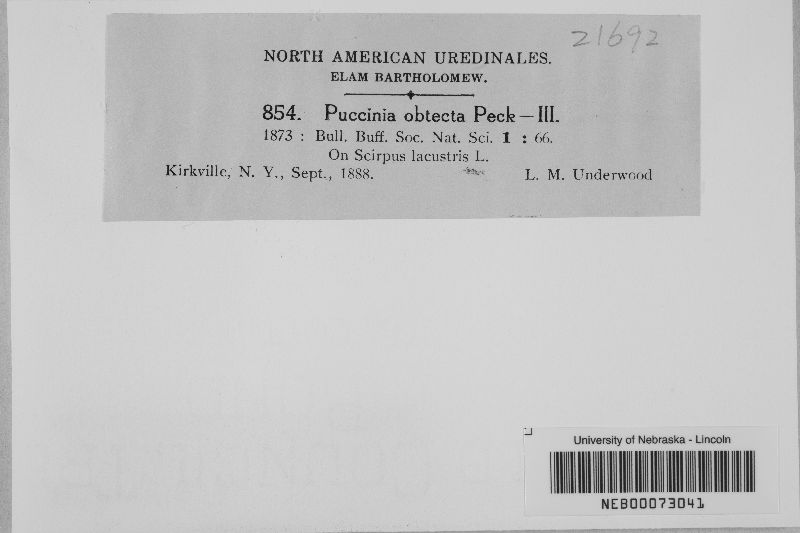 21692
NORTH AMERICAN UREDINALES.
ELAM BARTHOLOMEW.
854. Puccinia obtecta Peck—III.
1873 : Bull. Buff. Soc. Nat. Sci. 1 : 66.
On Scirpus lacustris L.
Kirkville, N. Y., Sept., 1888. L. M. Underwood
University of Nebraska - Lincoln
NEB00073041